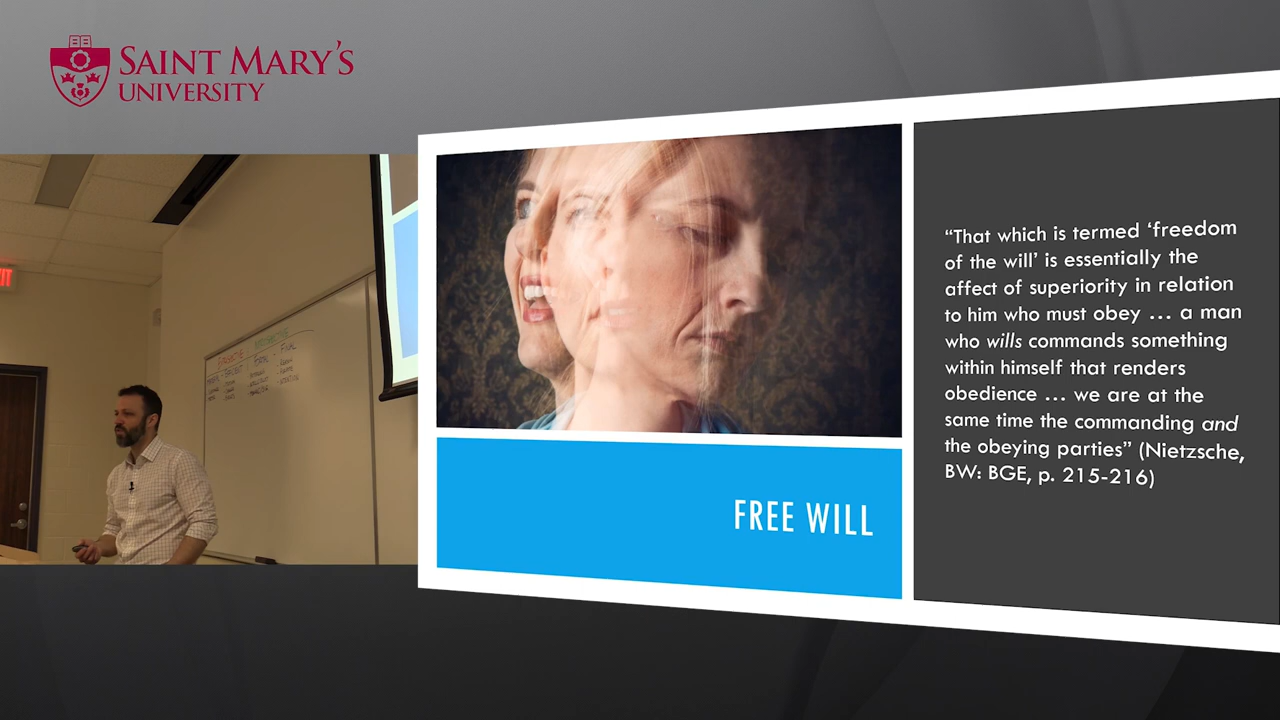 SAINT MARY'S
UNIVERSITY
“That which is termed ‘freedom
of the will’ is essentially the
affect of superiority in relation
to him who must obey … a man
who wills commands something
within himself that renders
obedience … we are at the
same time the commanding and
the obeying parties” (Nietzsche,
BW: BGE, p. 215-216)
FREE WILL